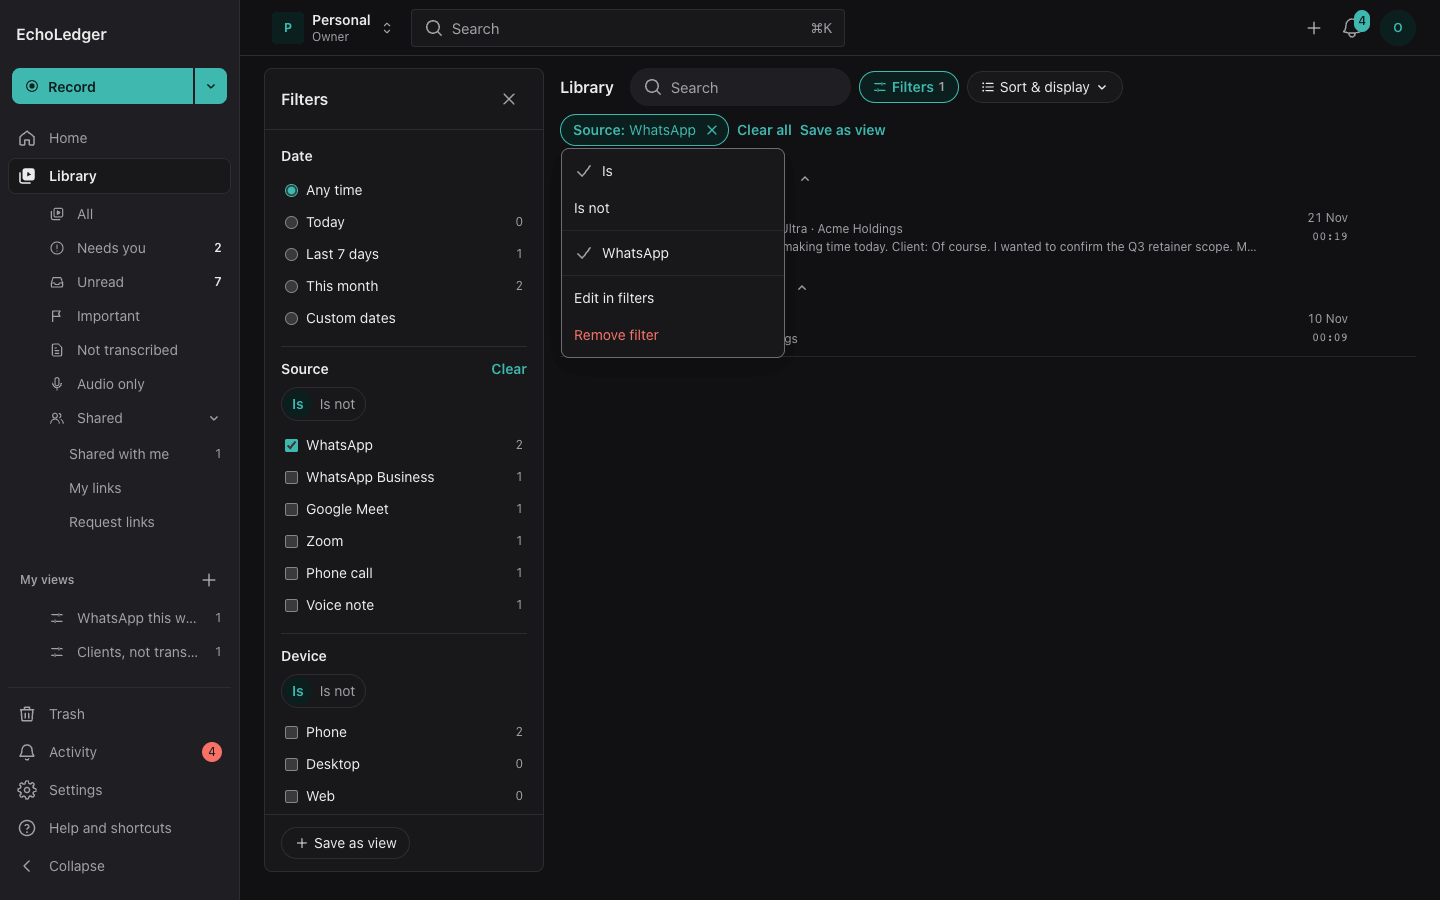 EchoLedger
Record
Home
Library
All
Needs you 2
Unread 7
Important
Not transcribed
Audio only
Shared
Shared with me 1
My links
Request links
My views
WhatsApp this w... 1
Clients, not trans... 1
Trash
Activity 4
Settings
Help and shortcuts
Collapse
P
Personal
Owner
Search ⌘K
4
O
Filters
Date
Any time
Today 0
Last 7 days 1
This month 2
Custom dates
Source Clear
Is Is not
WhatsApp 2
WhatsApp Business 1
Google Meet 1
Zoom 1
Phone call 1
Voice note 1
Device
Is Is not
Phone 2
Desktop 0
Web 0
Save as view
Library Search Filters 1 Sort & display
Source: WhatsApp Clear all Save as view
Is
Is not
WhatsApp
Edit in filters
Remove filter
21 Nov
Ultra · Acme Holdings
00:19
making time today. Client: Of course. I wanted to confirm the Q3 retainer scope. M...
10 Nov
gs
00:09